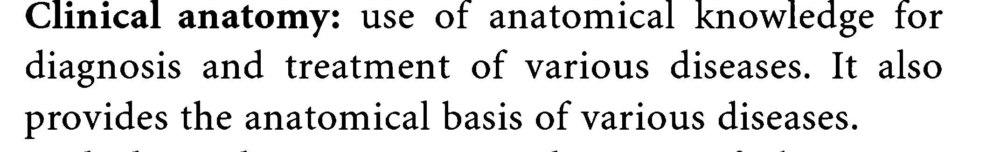 Clinical anatomy: use of anatomical knowledge for
diagnosis and treatment of various diseases. It also
provides the anatomical basis of various diseases.